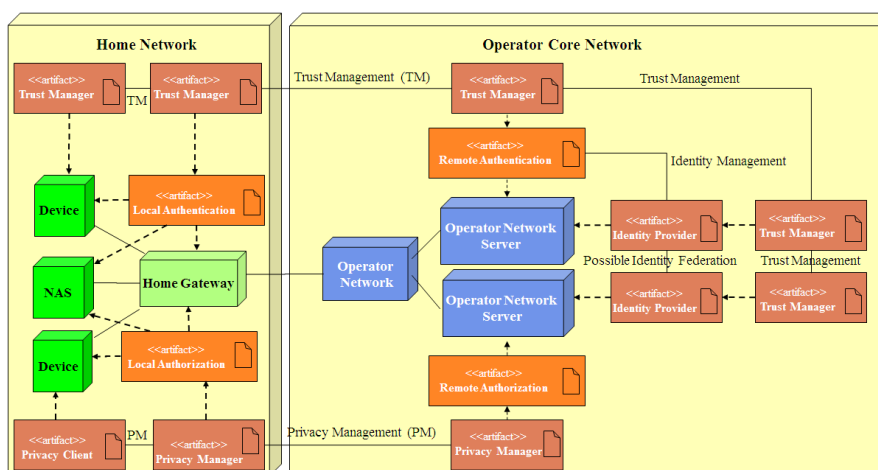 Home Network
Operator Core Network
<<artifact>>
Trust Manager
TM
<<artifact>>
Trust Manager
Trust Management (TM)
<<artifact>>
Trust Manager
Trust Management
<<artifact>>
Remote Authentication
Identity Management
<<artifact>>
Local Authentication
Device
Operator Network
Server
<<artifact>>
Identity Provider
<<artifact>>
Trust Manager
Operator
Network
Home Gateway
NAS
Possible Identity Federation
Trust Management
Operator Network
Server
<<artifact>>
Identity Provider
<<artifact>>
Trust Manager
Device
<<artifact>>
Local Authorization
<<artifact>>
Remote Authorization
<<artifact>>
Privacy Client
PM
<<artifact>>
Privacy Manager
Privacy Management (PM)
<<artifact>>
Privacy Manager